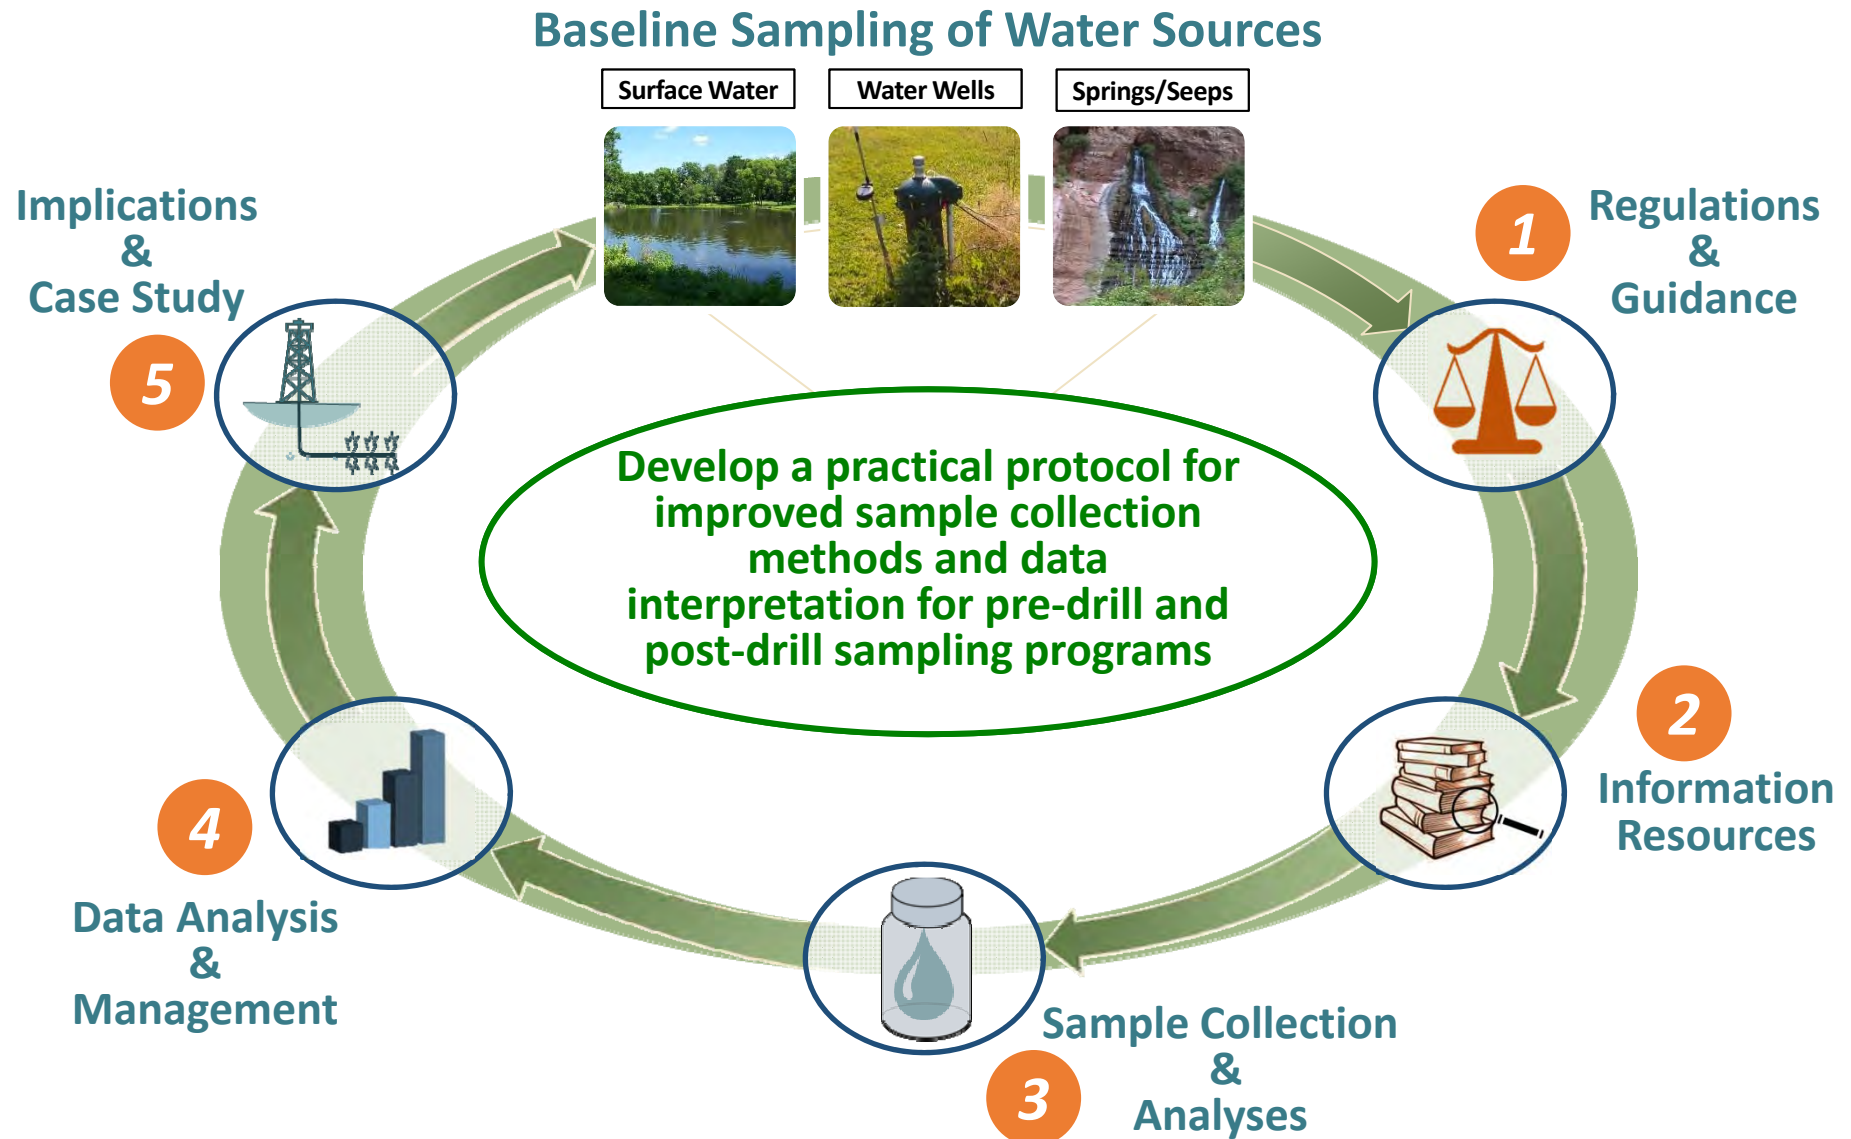 Baseline Sampling of Water Sources
Surface Water
Water Wells
Springs/Seeps
1
Regulations
&
Guidance
2
Information
Resources
3
Sample Collection
&
Analyses
4
Data Analysis
&
Management
5
Implications
&
Case Study
Develop a practical protocol for
improved sample collection
methods and data
interpretation for pre-drill and
post-drill sampling programs